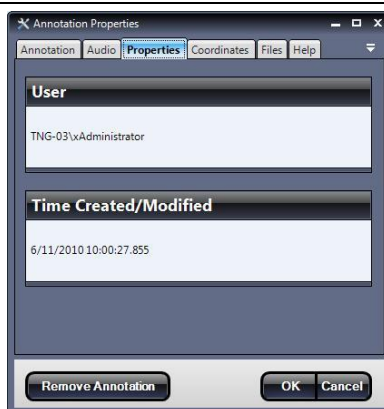 Annotation Properties
Annotation Audio Properties Coordinates Files Help
User
TNG-03\xAdministrator
Time Created/Modified
6/11/2010 10:00:27.855
Remove Annotation OK Cancel